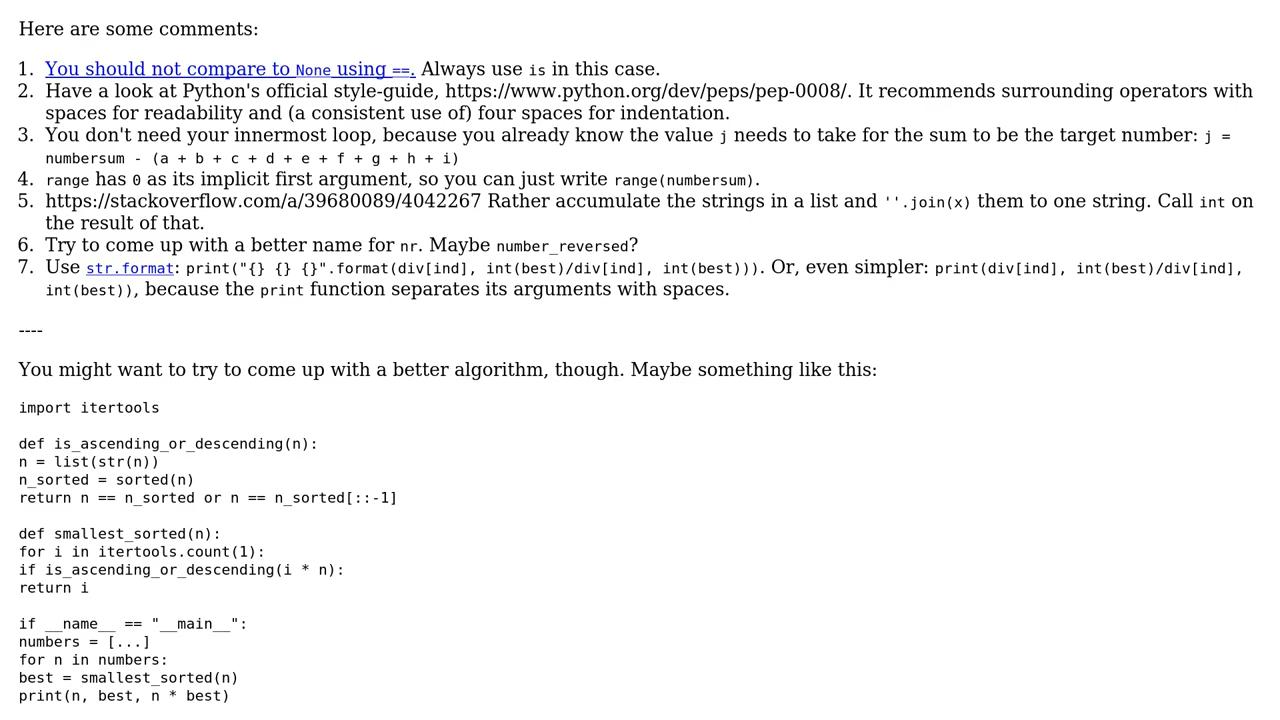 Here are some comments:
1. You should not compare to None using ==. Always use is in this case.
2. Have a look at Python's official style-guide, https://www.python.org/dev/peps/pep-0008/. It recommends surrounding operators with
spaces for readability and (a consistent use of) four spaces for indentation.
3. You don't need your innermost loop, because you already know the value j needs to take for the sum to be the target number: j =
numbersum - (a + b + c + d + e + f + g + h + i)
4. range has 0 as its implicit first argument, so you can just write range(numbersum).
5. https://stackoverflow.com/a/39680089/4042267 Rather accumulate the strings in a list and ''.join(x) them to one string. Call int on
the result of that.
6. Try to come up with a better name for nr. Maybe number_reversed?
7. Use str.format: print("{} {} {}".format(div[ind], int(best)/div[ind], int(best))). Or, even simpler: print(div[ind], int(best)/div[ind],
int(best)), because the print function separates its arguments with spaces.
----
You might want to try to come up with a better algorithm, though. Maybe something like this:
import itertools
def is_ascending_or_descending(n):
n = list(str(n))
n_sorted = sorted(n)
return n == n_sorted or n == n_sorted[::-1]
def smallest_sorted(n):
for i in itertools.count(1):
if is_ascending_or_descending(i * n):
return i
if __name__ == "__main__":
numbers = [...]
for n in numbers:
best = smallest_sorted(n)
print(n, best, n * best)